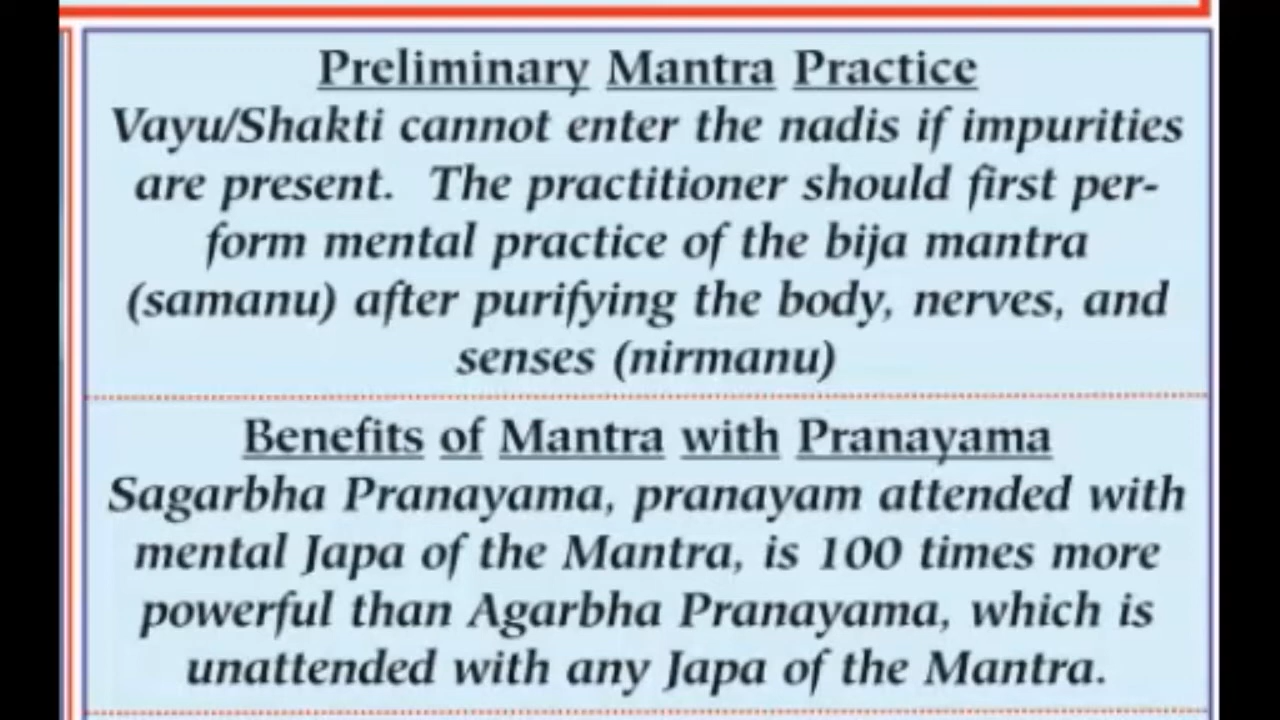 Preliminary Mantra Practice
Vayu/Shakti cannot enter the nadis if impurities
are present. The practitioner should first per-
form mental practice of the bija mantra
(samanu) after purifying the body, nerves, and
senses (nirmanu)
Benefits of Mantra with Pranayama
Sagarbha Pranayama, pranayam attended with
mental Japa of the Mantra, is 100 times more
powerful than Agarbha Pranayama, which is
unattended with any Japa of the Mantra.